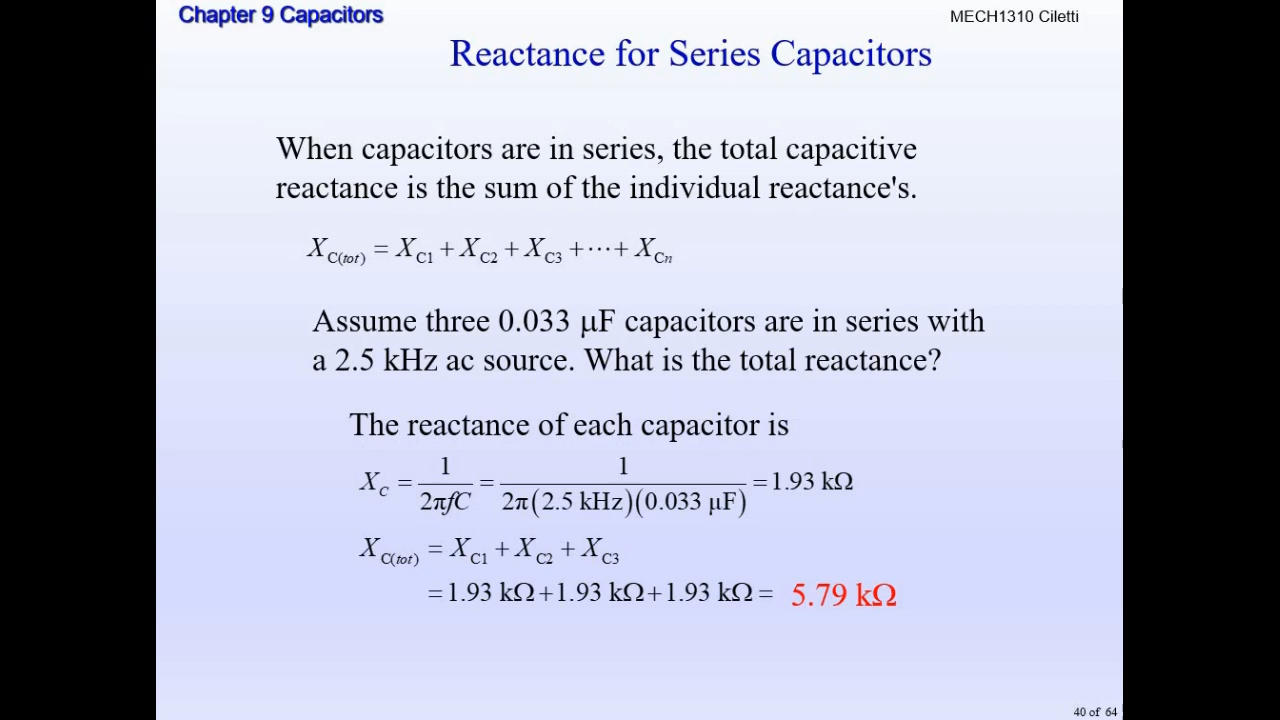 Chapter 9 Capacitors
MECH1310 Ciletti
Reactance for Series Capacitors
When capacitors are in series, the total capacitive
reactance is the sum of the individual reactance's.
X_C(tot) = X_C1 + X_C2 + X_C3 + ⋯ + X_Cn
Assume three 0.033 μF capacitors are in series with
a 2.5 kHz ac source. What is the total reactance?
The reactance of each capacitor is
X_C = 1/(2πfC) = 1/(2π(2.5 kHz)(0.033 μF)) = 1.93 kΩ
X_C(tot) = X_C1 + X_C2 + X_C3
= 1.93 kΩ + 1.93 kΩ + 1.93 kΩ = 5.79 kΩ
40 of 64